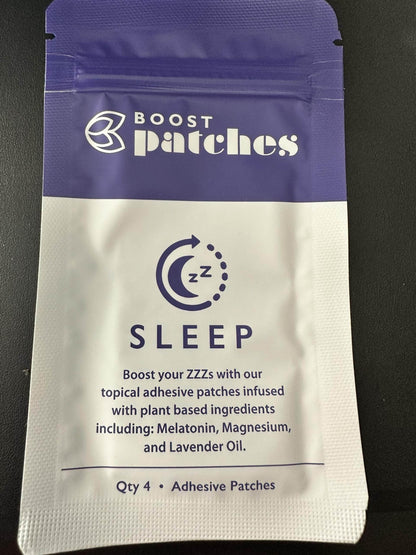 BOOST
patches
zZ
SLEEP
Boost your ZZZs with our
topical adhesive patches infused
with plant based ingredients
including: Melatonin, Magnesium,
and Lavender Oil.
Qty 4 • Adhesive Patches